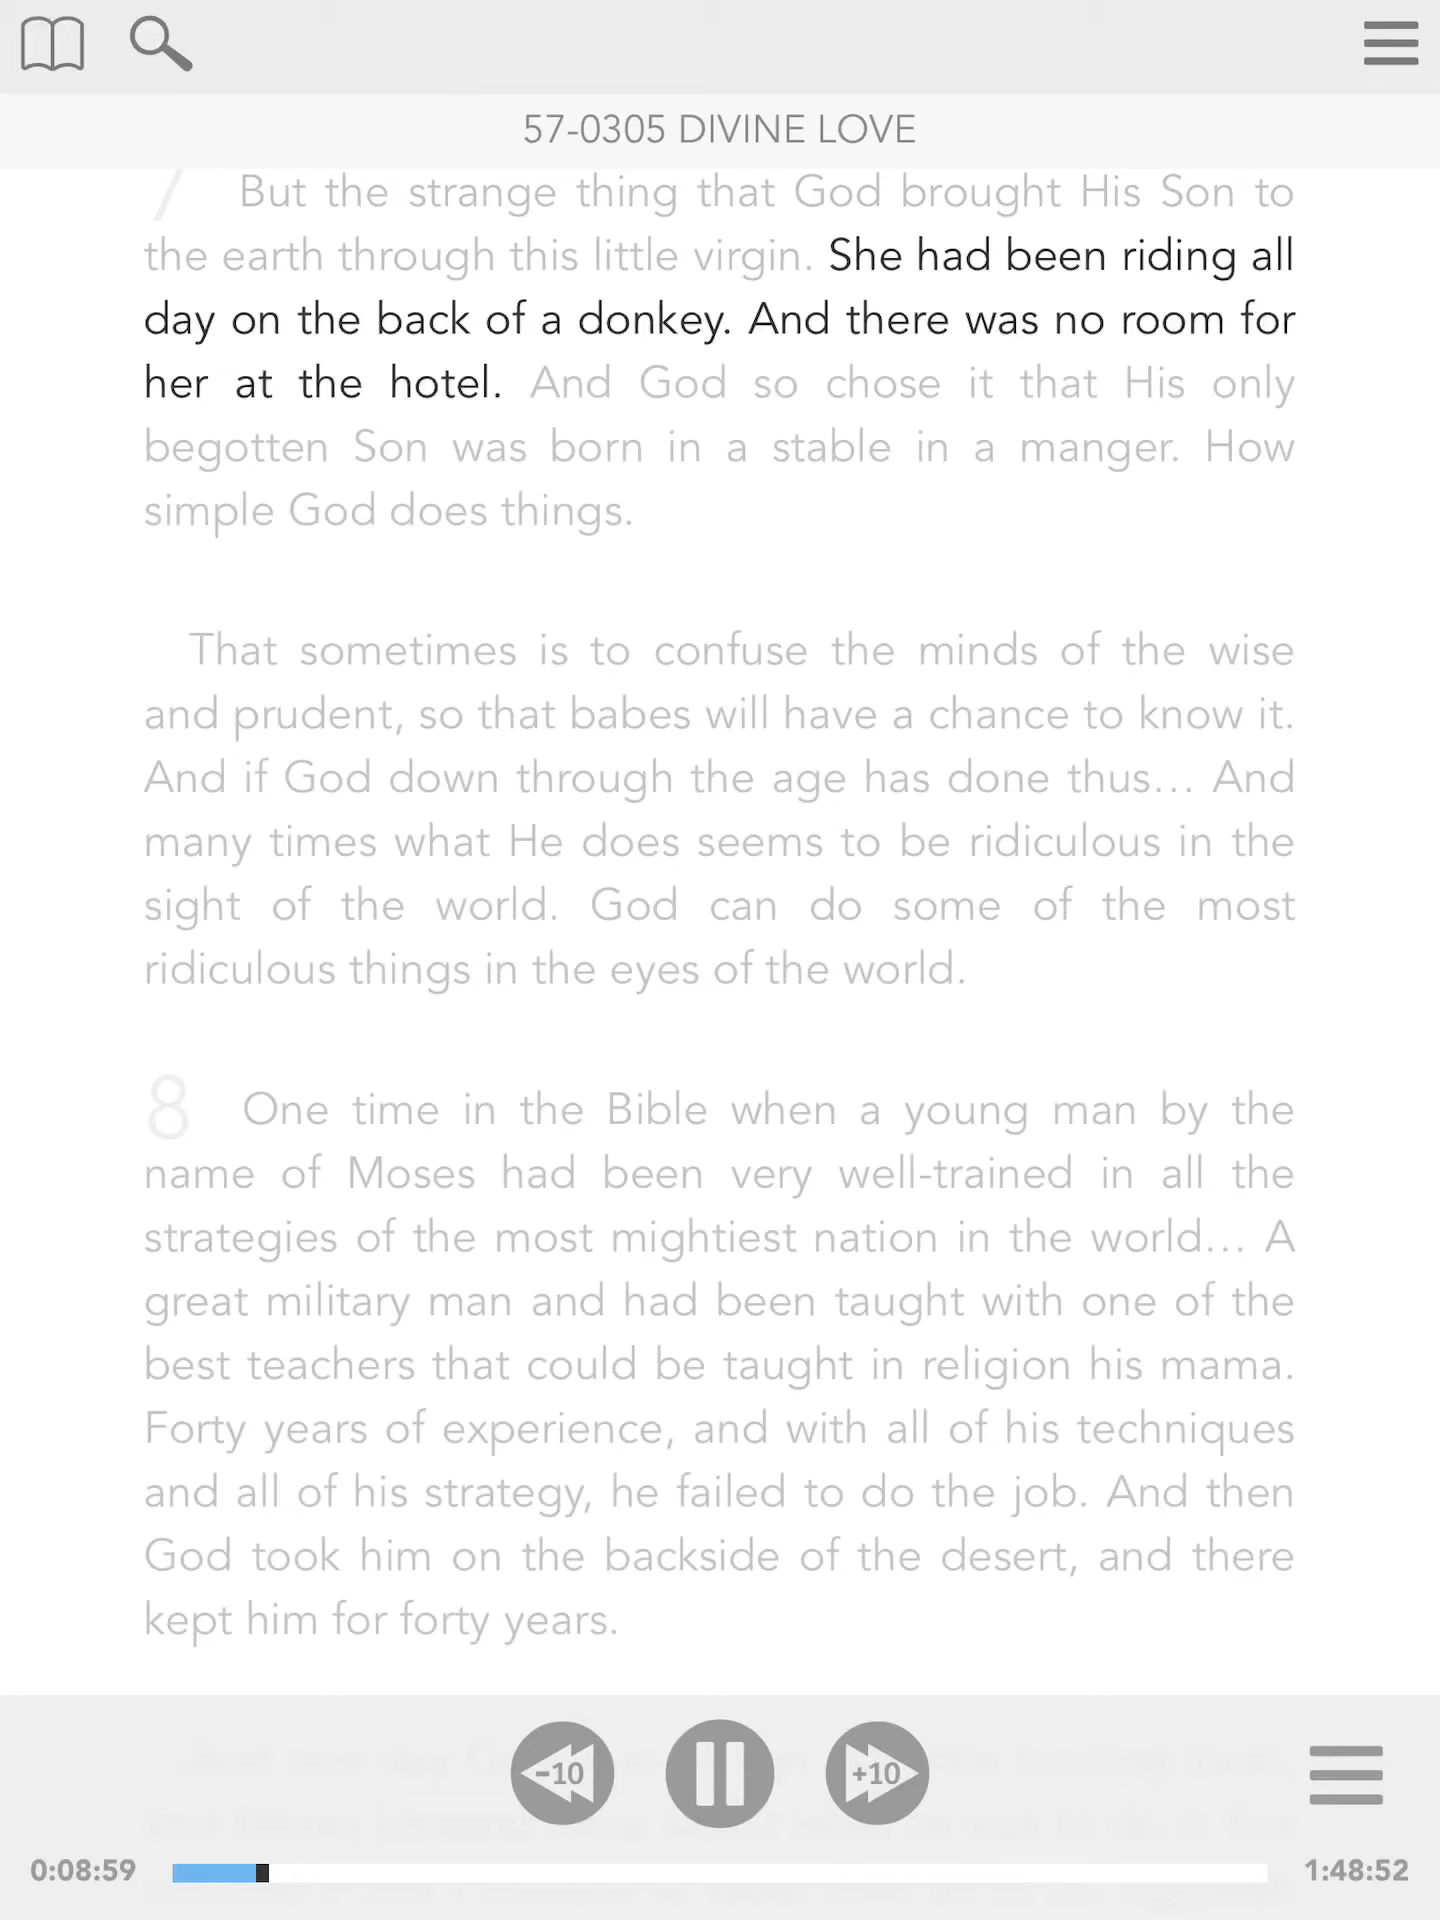 57-0305 DIVINE LOVE
7 But the strange thing that God brought His Son to
the earth through this little virgin. She had been riding all
day on the back of a donkey. And there was no room for
her at the hotel. And God so chose it that His only
begotten Son was born in a stable in a manger. How
simple God does things.
That sometimes is to confuse the minds of the wise
and prudent, so that babes will have a chance to know it.
And if God down through the age has done thus... And
many times what He does seems to be ridiculous in the
sight of the world. God can do some of the most
ridiculous things in the eyes of the world.
8 One time in the Bible when a young man by the
name of Moses had been very well-trained in all the
strategies of the most mightiest nation in the world... A
great military man and had been taught with one of the
best teachers that could be taught in religion his mama.
Forty years of experience, and with all of his techniques
and all of his strategy, he failed to do the job. And then
God took him on the backside of the desert, and there
kept him for forty years.
-10 +10
0:08:59 1:48:52